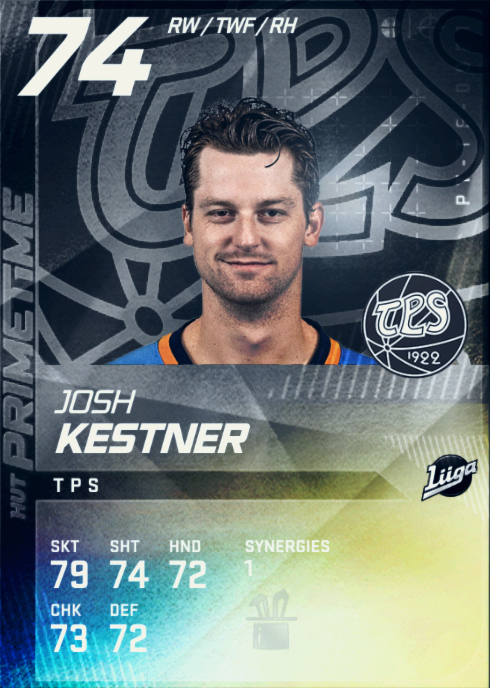 74
RW / TWF / RH
TPS
HUT PRIMETIME
TPS
1922
JOSH
KESTNER
TPS
Liiga
SKT SHT HND SYNERGIES
79 74 72 1
CHK DEF
73 72